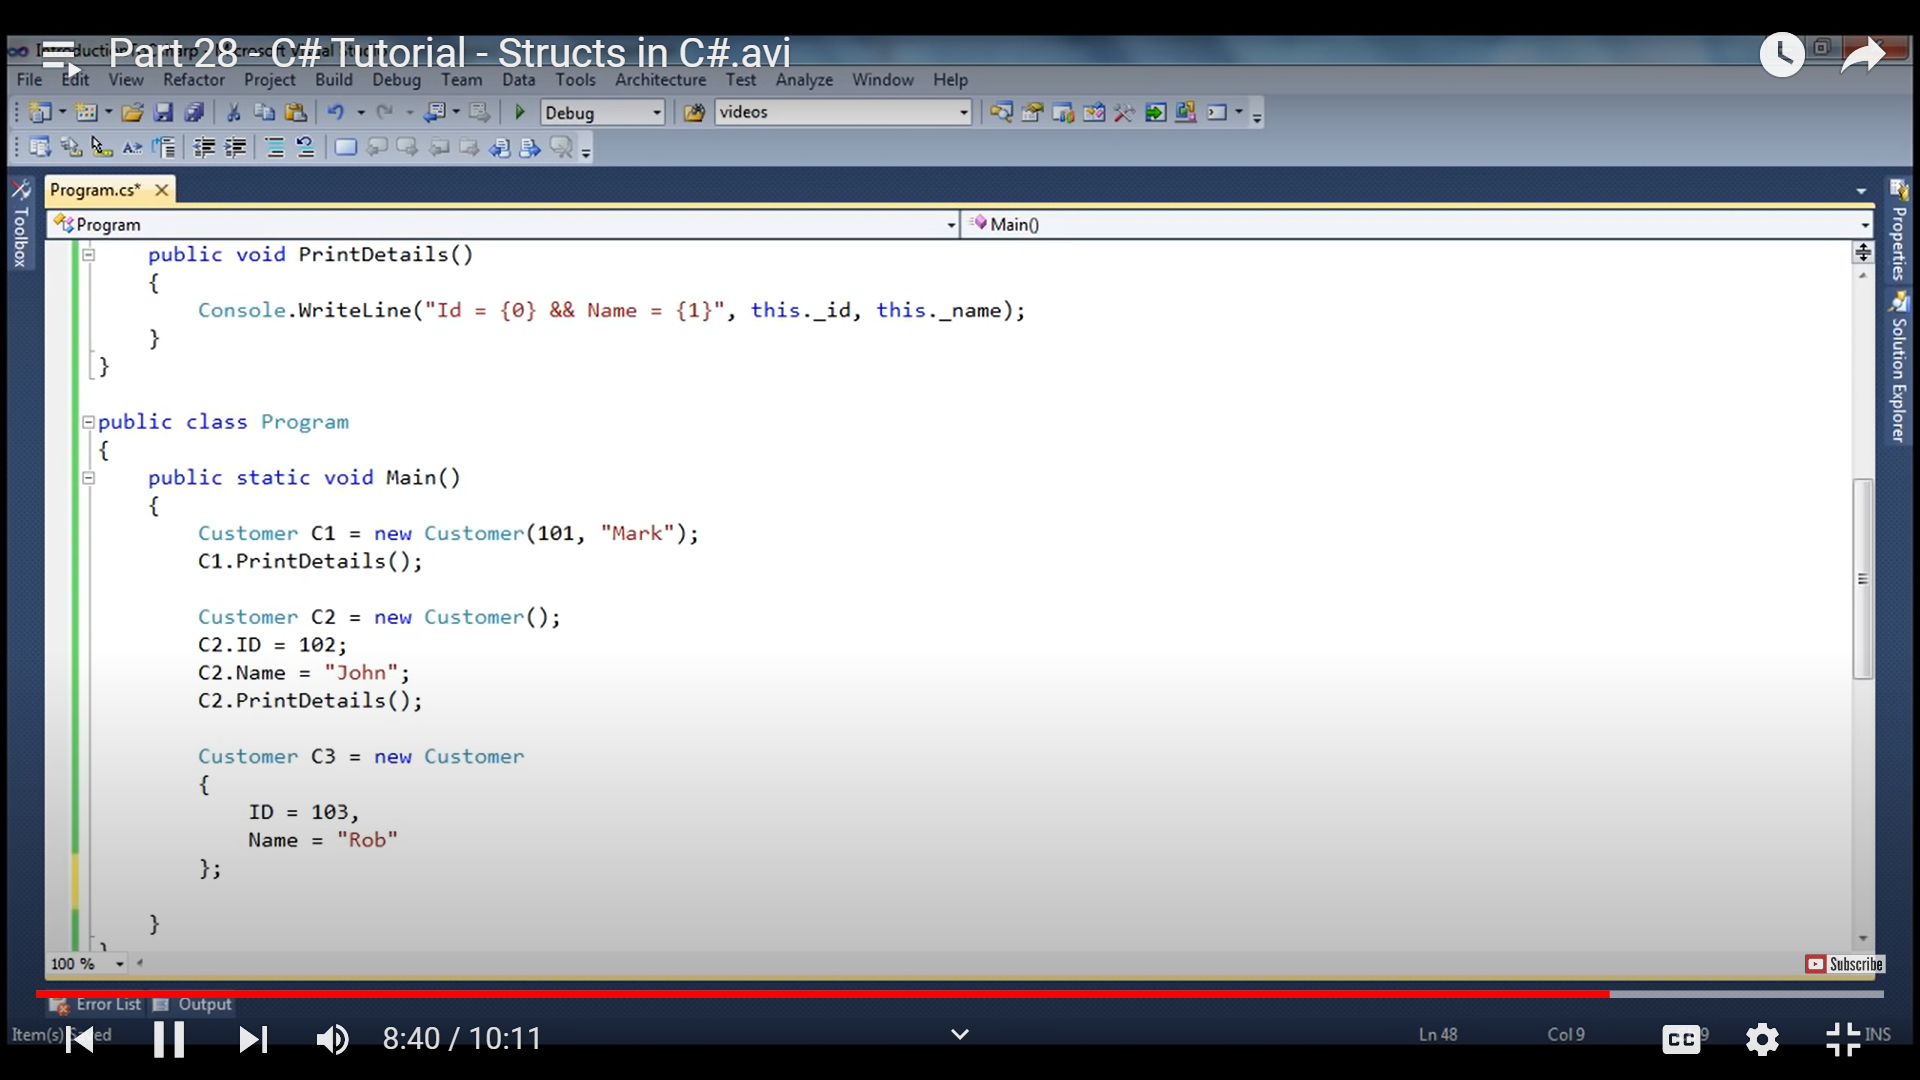 Part 28 - C# Tutorial - Structs in C#.avi
File Edit View Refactor Project Build Debug Team Data Tools Architecture Test Analyze Window Help
Debug videos
Toolbox
Program.cs*
Properties
Solution Explorer
Program Main()
public void PrintDetails()
{
Console.WriteLine("Id = {0} && Name = {1}", this._id, this._name);
}
}
public class Program
{
public static void Main()
{
Customer C1 = new Customer(101, "Mark");
C1.PrintDetails();
Customer C2 = new Customer();
C2.ID = 102;
C2.Name = "John";
C2.PrintDetails();
Customer C3 = new Customer
{
ID = 103,
Name = "Rob"
};
}
}
100 %
Subscribe
Error List Output
8:40 / 10:11
Ln 48 Col 9 CC INS